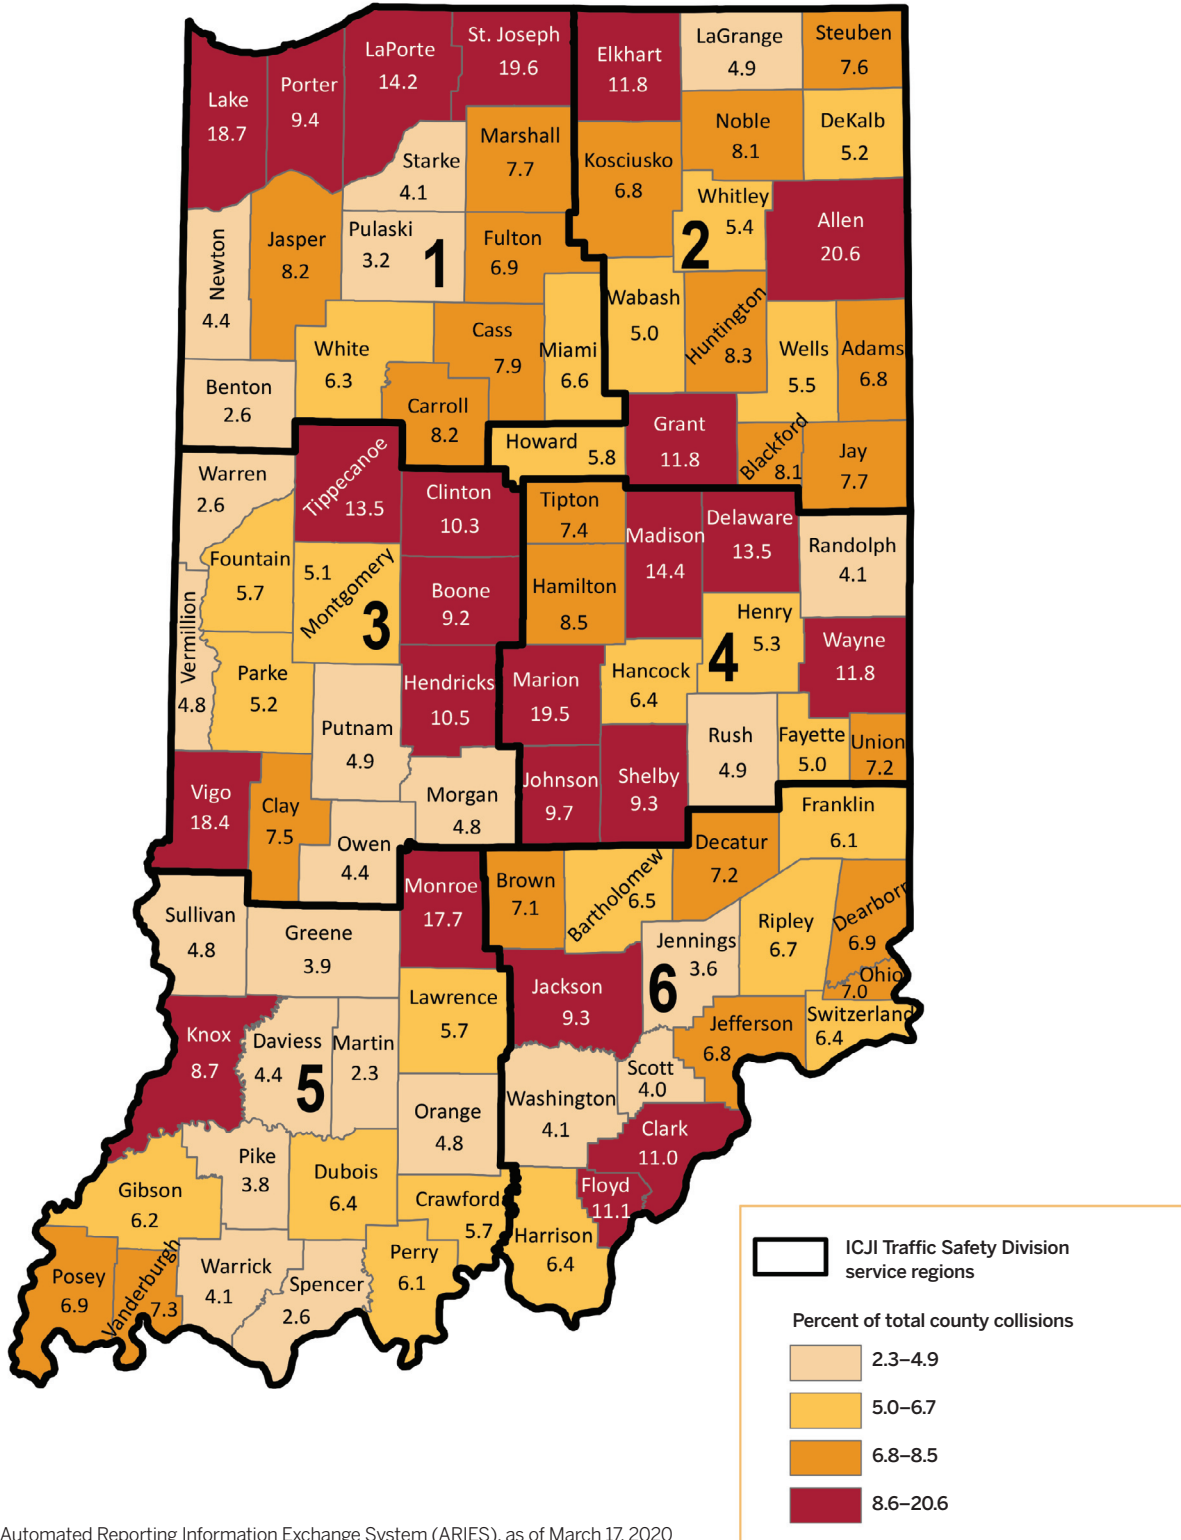 LaPorte
14.2
St. Joseph
19.6
Elkhart
11.8
LaGrange
4.9
Steuben
7.6
Lake
18.7
Porter
9.4
Starke
4.1
Marshall
7.7
Kosciusko
6.8
Noble
8.1
DeKalb
5.2
Whitley
5.4
2
Allen
20.6
Newton
4.4
Jasper
8.2
Pulaski
3.2
1
Fulton
6.9
Wabash
5.0
Huntington
8.3
Wells
5.5
Adams
6.8
White
6.3
Cass
7.9
Miami
6.6
Benton
2.6
Carroll
8.2
Howard
5.8
Grant
11.8
Blackford
8.1
Jay
7.7
Warren
2.6
Tippecanoe
13.5
Clinton
10.3
Tipton
7.4
Madison
14.4
Delaware
13.5
Randolph
4.1
Fountain
5.7
5.1
Montgomery
3
Boone
9.2
Hamilton
8.5
Henry
5.3
4
Wayne
11.8
Vermillion
4.8
Parke
5.2
Putnam
4.9
Hendricks
10.5
Marion
19.5
Hancock
6.4
Rush
4.9
Fayette
5.0
Union
7.2
Vigo
18.4
Clay
7.5
Owen
4.4
Morgan
4.8
Johnson
9.7
Shelby
9.3
Franklin
6.1
Decatur
7.2
Monroe
17.7
Brown
7.1
Bartholomew
6.5
Sullivan
4.8
Greene
3.9
Jennings
3.6
6
Ripley
6.7
Dearborn
6.9
Ohio
7.0
Lawrence
5.7
Jackson
9.3
Jefferson
6.8
Switzerland
6.4
Knox
8.7
Daviess
4.4
5
Martin
2.3
Orange
4.8
Washington
4.1
Scott
4.0
Clark
11.0
Floyd
11.1
Gibson
6.2
Pike
3.8
Dubois
6.4
Crawford
5.7
Harrison
6.4
Posey
6.9
Vanderburgh
7.3
Warrick
4.1
Spencer
2.6
Perry
6.1
ICJI Traffic Safety Division
service regions
Percent of total county collisions
2.3–4.9
5.0–6.7
6.8–8.5
8.6–20.6
Automated Reporting Information Exchange System (ARIES), as of March 17, 2020